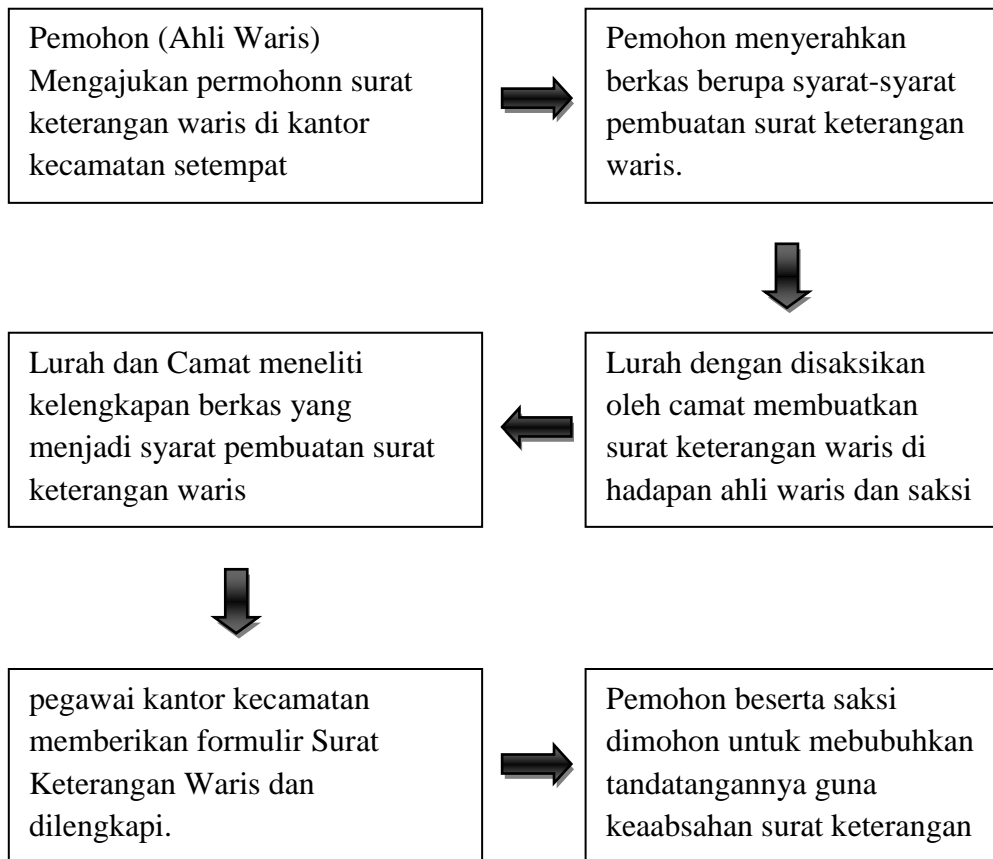 Pemohon (Ahli Waris)
Mengajukan permohonn surat
keterangan waris di kantor
kecamatan setempat
Pemohon menyerahkan
berkas berupa syarat-syarat
pembuatan surat keterangan
waris.
Lurah dengan disaksikan
oleh camat membuatkan
surat keterangan waris di
hadapan ahli waris dan saksi
Lurah dan Camat meneliti
kelengkapan berkas yang
menjadi syarat pembuatan surat
keterangan waris
pegawai kantor kecamatan
memberikan formulir Surat
Keterangan Waris dan
dilengkapi.
Pemohon beserta saksi
dimohon untuk mebubuhkan
tandatangannya guna
keaabsahan surat keterangan